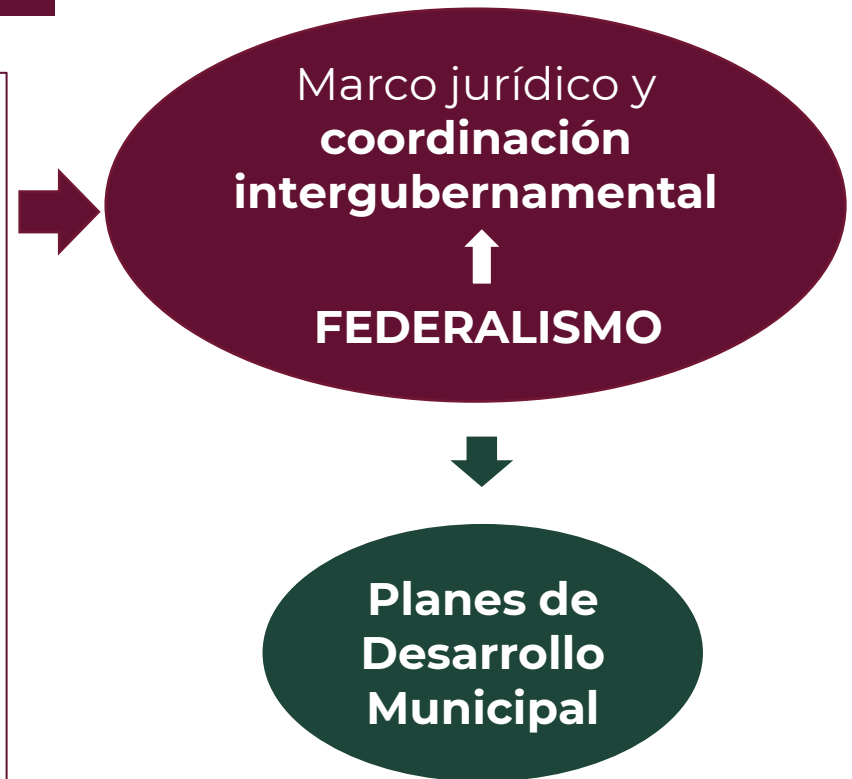 Marco jurídico y
coordinación
intergubernamental
FEDERALISMO
Planes de
Desarrollo
Municipal